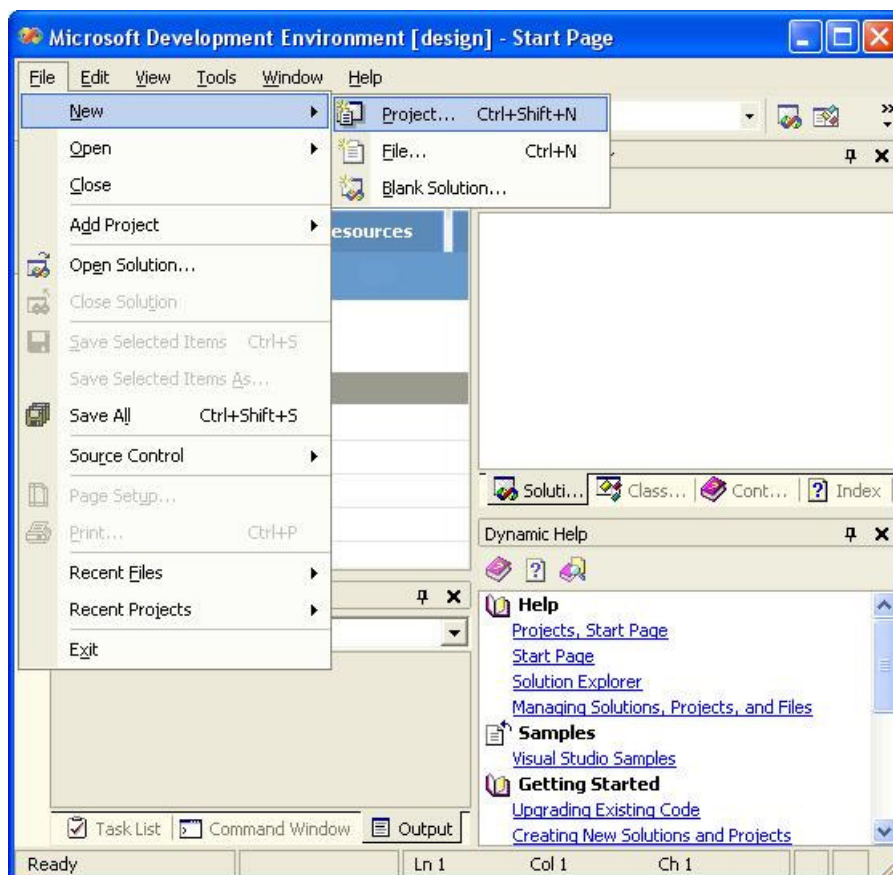 Microsoft Development Environment [design] - Start Page
File Edit View Tools Window Help
New
Project... Ctrl+Shift+N
Open
File... Ctrl+N
Close
Blank Solution...
Add Project
esources
Open Solution...
Close Solution
Save Selected Items Ctrl+S
Save Selected Items As...
Save All Ctrl+Shift+S
Source Control
Soluti... Class... Cont... Index
Page Setup...
Print... Ctrl+P
Dynamic Help
Recent Files
Recent Projects
Exit
Help
Projects, Start Page
Start Page
Solution Explorer
Managing Solutions, Projects, and Files
Samples
Visual Studio Samples
Getting Started
Upgrading Existing Code
Creating New Solutions and Projects
Task List Command Window Output
Ready Ln 1 Col 1 Ch 1